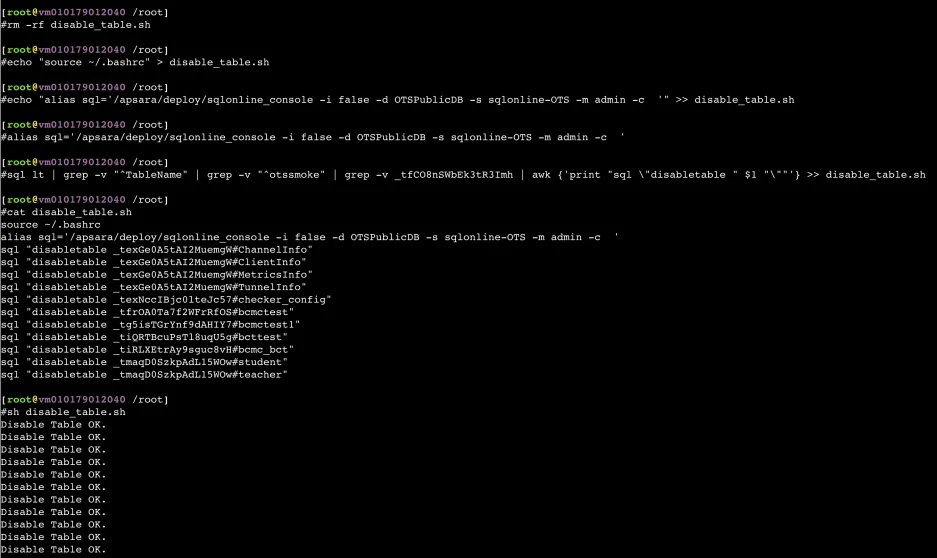 [root@vm010179012040 /root]
#rm -rf disable_table.sh
[root@vm010179012040 /root]
#echo "source ~/.bashrc" > disable_table.sh
[root@vm010179012040 /root]
#echo "alias sql='/apsara/deploy/sqlonline_console -i false -d OTSPublicDB -s sqlonline-OTS -m admin -c  '" >> disable_table.sh
[root@vm010179012040 /root]
#alias sql='/apsara/deploy/sqlonline_console -i false -d OTSPublicDB -s sqlonline-OTS -m admin -c  '
[root@vm010179012040 /root]
#sql lt | grep -v "^TableName" | grep -v "^otssmoke" | grep -v _tfCO8nSWbEk3tR3Imh | awk {'print "sql \"disabletable " $1 "\""'} >> disable_table.sh
[root@vm010179012040 /root]
#cat disable_table.sh
source ~/.bashrc
alias sql='/apsara/deploy/sqlonline_console -i false -d OTSPublicDB -s sqlonline-OTS -m admin -c  '
sql "disabletable _texGe0A5tAI2MuemgW#ChannelInfo"
sql "disabletable _texGe0A5tAI2MuemgW#ClientInfo"
sql "disabletable _texGe0A5tAI2MuemgW#MetricsInfo"
sql "disabletable _texGe0A5tAI2MuemgW#TunnelInfo"
sql "disabletable _texNccIBjc0lteJc57#checker_config"
sql "disabletable _tfrOA0Ta7f2WFrRfOS#bcmctest"
sql "disabletable _tg5isTGrYnf9dAHIY7#bcmctest1"
sql "disabletable _tiQRTBcuPsTl8uqU5g#bcttest"
sql "disabletable _tiRLXEtrAy9sguc8vH#bcmc_bct"
sql "disabletable _tmaqD0SzkpAdLl5WOw#student"
sql "disabletable _tmaqD0SzkpAdLl5WOw#teacher"
[root@vm010179012040 /root]
#sh disable_table.sh
Disable Table OK.
Disable Table OK.
Disable Table OK.
Disable Table OK.
Disable Table OK.
Disable Table OK.
Disable Table OK.
Disable Table OK.
Disable Table OK.
Disable Table OK.
Disable Table OK.